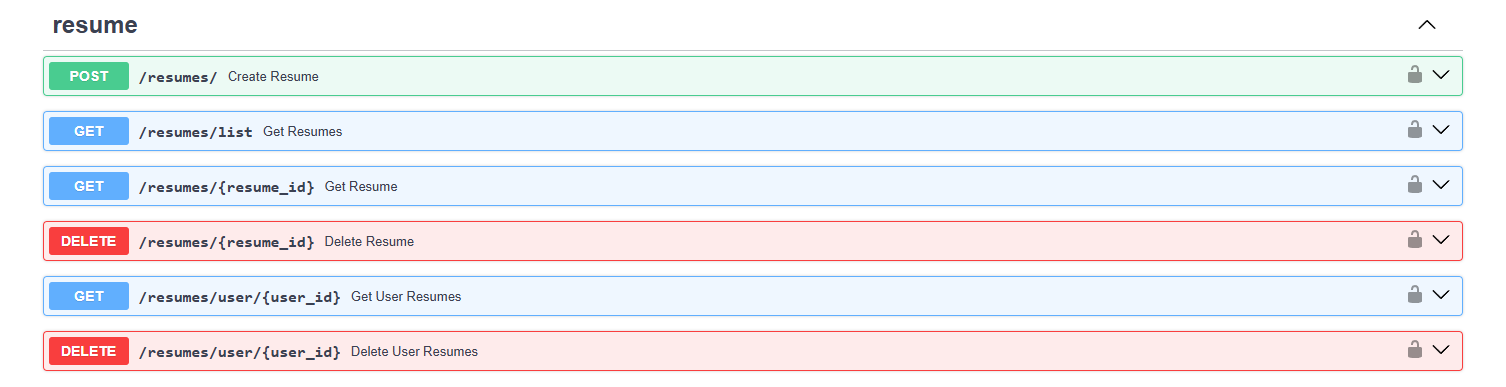 resume
POST /resumes/ Create Resume
GET /resumes/list Get Resumes
GET /resumes/{resume_id} Get Resume
DELETE /resumes/{resume_id} Delete Resume
GET /resumes/user/{user_id} Get User Resumes
DELETE /resumes/user/{user_id} Delete User Resumes